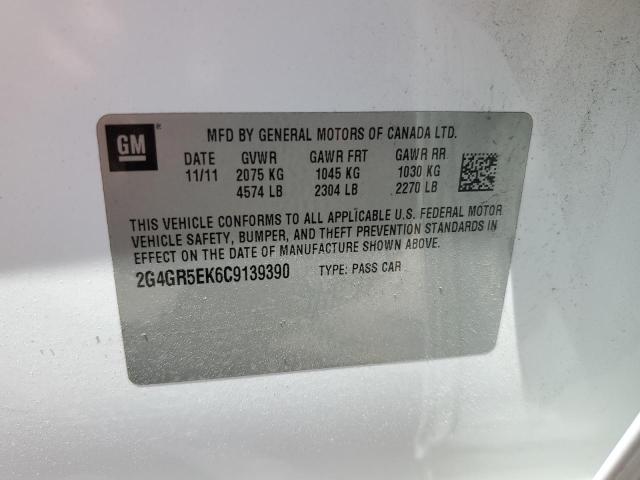 GM
MFD BY GENERAL MOTORS OF CANADA LTD.
DATE GVWR GAWR FRT GAWR RR
11/11 2075 KG 1045 KG 1030 KG
4574 LB 2304 LB 2270 LB
THIS VEHICLE CONFORMS TO ALL APPLICABLE U.S. FEDERAL MOTOR
VEHICLE SAFETY, BUMPER, AND THEFT PREVENTION STANDARDS IN
EFFECT ON THE DATE OF MANUFACTURE SHOWN ABOVE.
2G4GR5EK6C9139390 TYPE: PASS CAR